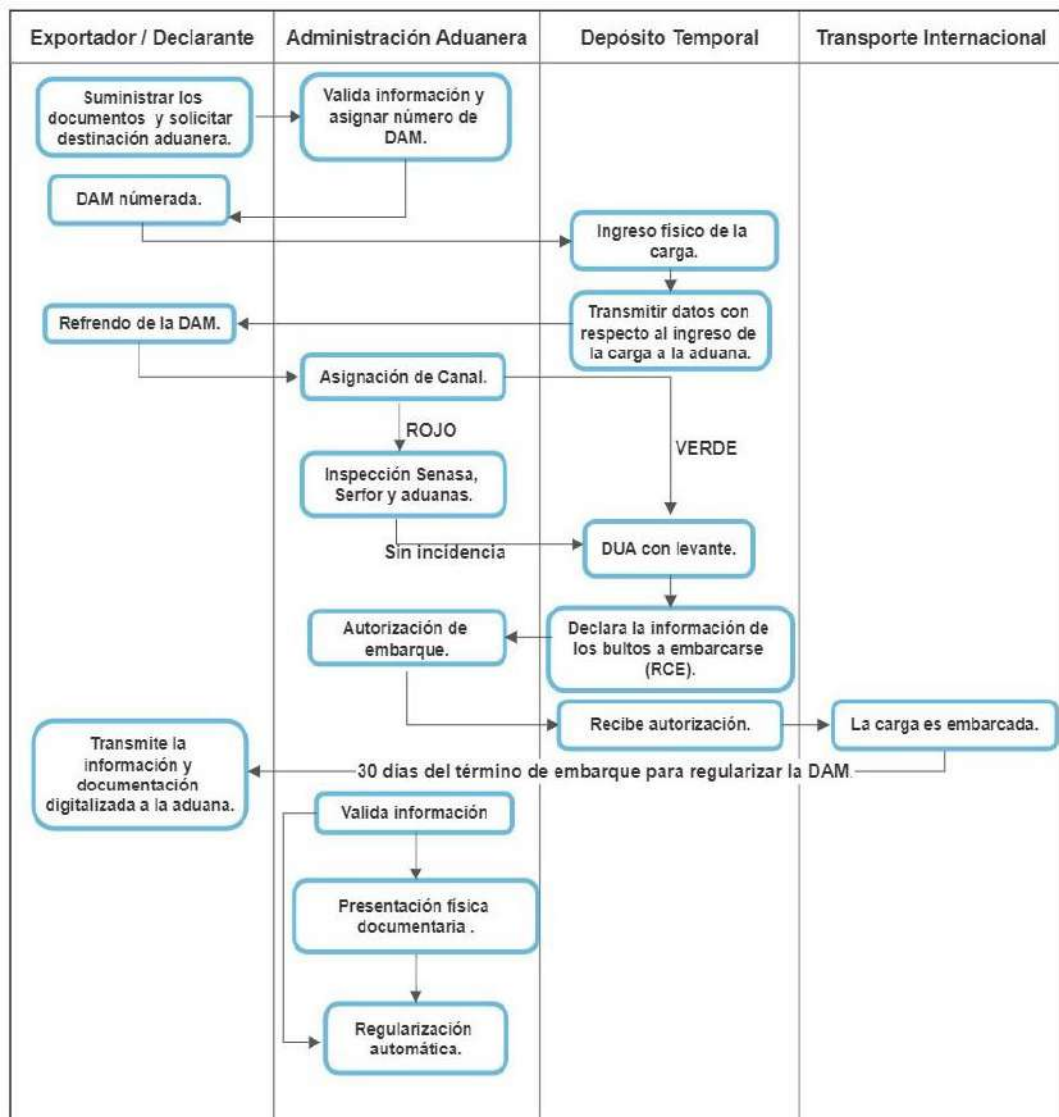 Exportador / Declarante
Administración Aduanera
Depósito Temporal
Transporte Internacional
Suministrar los
documentos y solicitar
destinación aduanera.
Valida información y
asignar número de
DAM.
DAM númerada.
Ingreso físico de la
carga.
Transmitir datos con
respecto al ingreso de
la carga a la aduana.
Refrendo de la DAM.
Asignación de Canal.
ROJO
VERDE
Inspección Senasa,
Serfor y aduanas.
Sin incidencia
DUA con levante.
Declara la información de
los bultos a embarcarse
(RCE).
Autorización de
embarque.
Recibe autorización.
La carga es embarcada.
30 días del término de embarque para regularizar la DAM.
Transmite la
información y
documentación
digitalizada a la aduana.
Valida información
Presentación física
documentaria .
Regularización
automática.